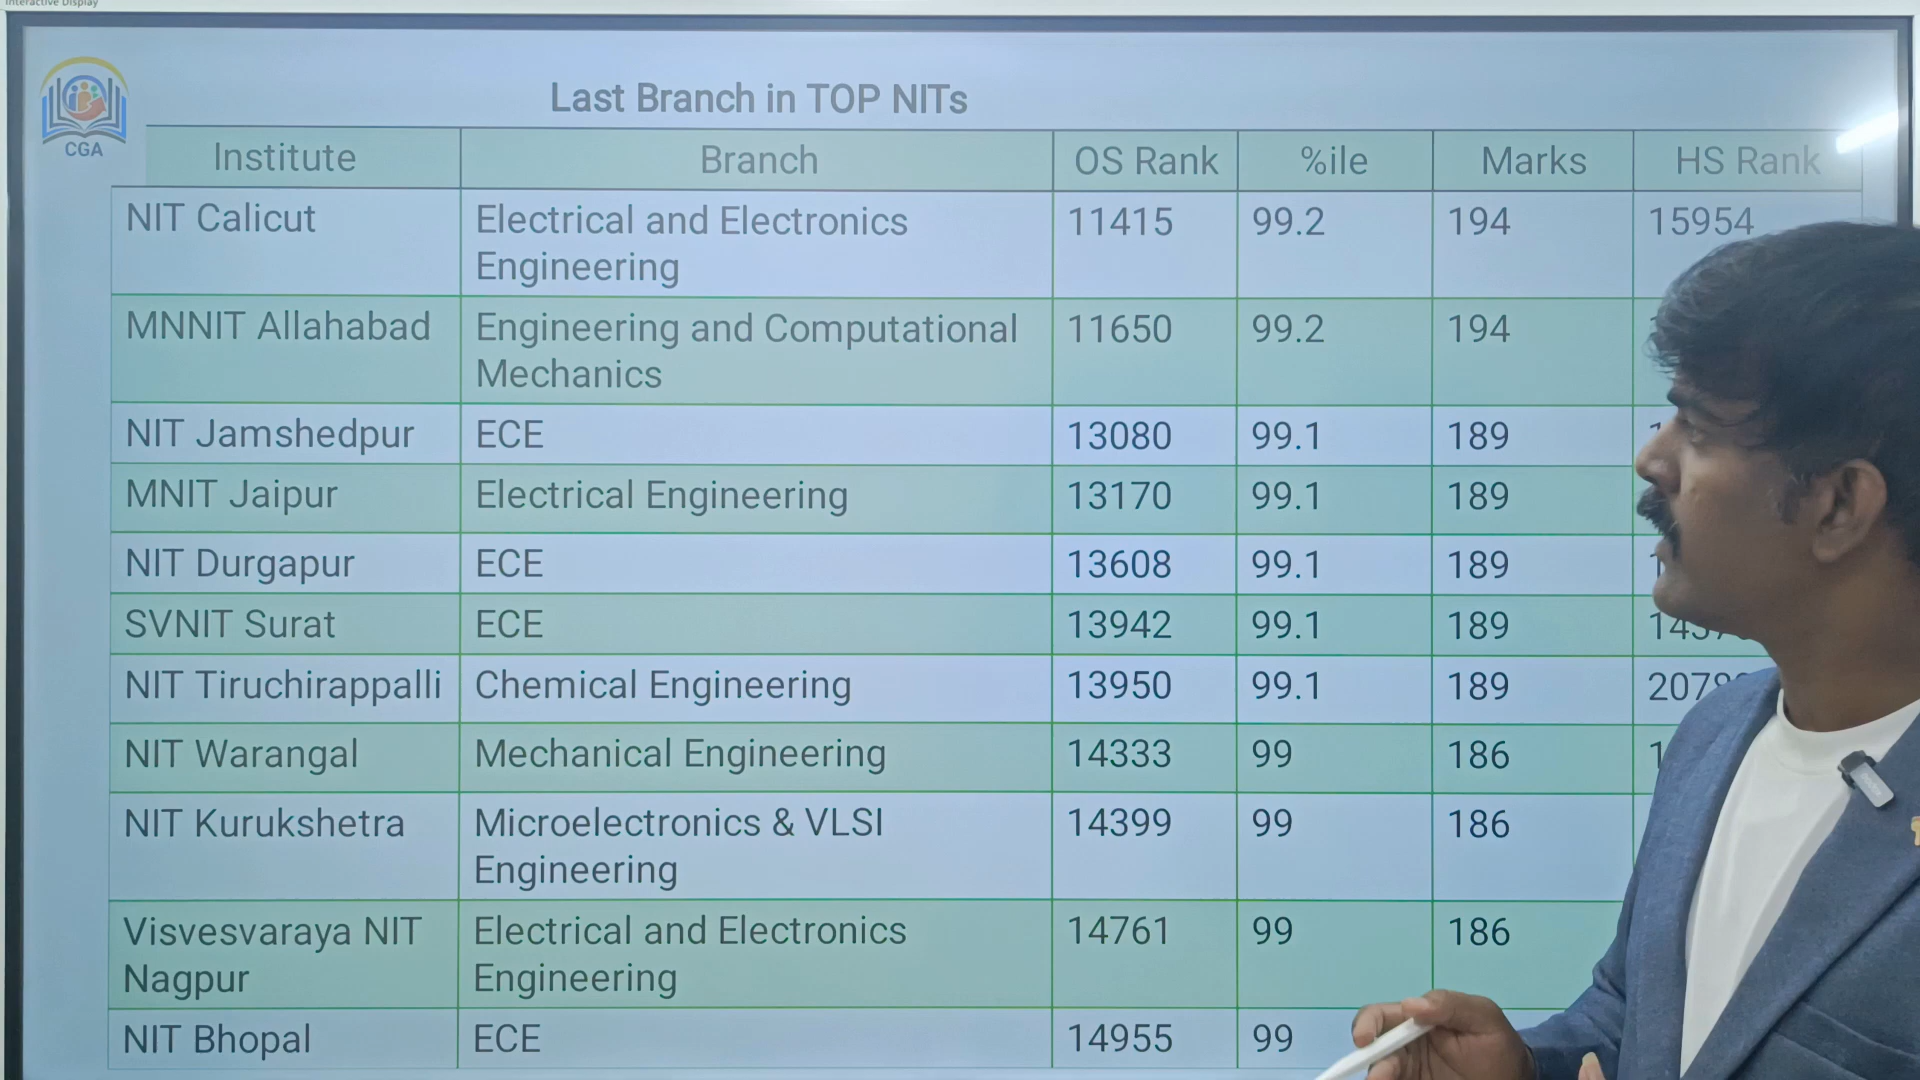 Interactive Display
CGA
Last Branch in TOP NITs
Institute Branch OS Rank %ile Marks HS Rank
NIT Calicut Electrical and Electronics Engineering 11415 99.2 194 15954
MNNIT Allahabad Engineering and Computational Mechanics 11650 99.2 194
NIT Jamshedpur ECE 13080 99.1 189
MNIT Jaipur Electrical Engineering 13170 99.1 189
NIT Durgapur ECE 13608 99.1 189
SVNIT Surat ECE 13942 99.1 189
NIT Tiruchirappalli Chemical Engineering 13950 99.1 189
NIT Warangal Mechanical Engineering 14333 99 186
NIT Kurukshetra Microelectronics & VLSI Engineering 14399 99 186
Visvesvaraya NIT Nagpur Electrical and Electronics Engineering 14761 99 186
NIT Bhopal ECE 14955 99